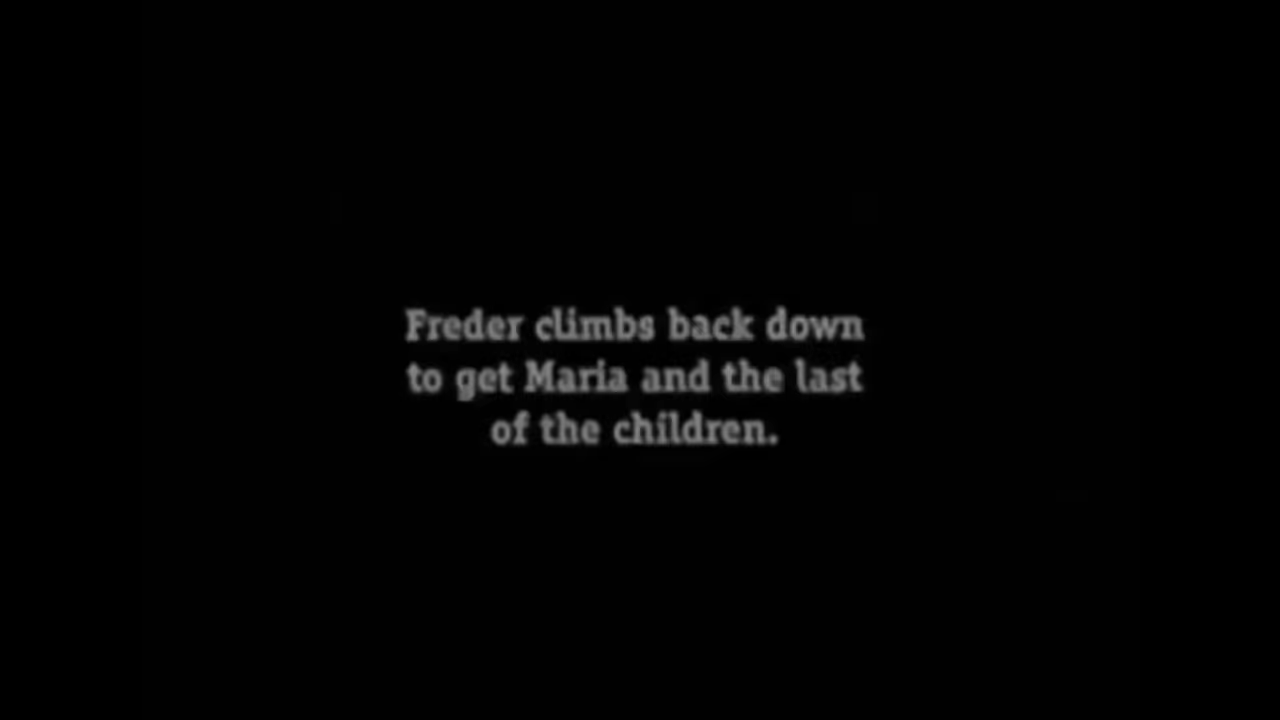 Freder climbs back down
to get Maria and the last
of the children.